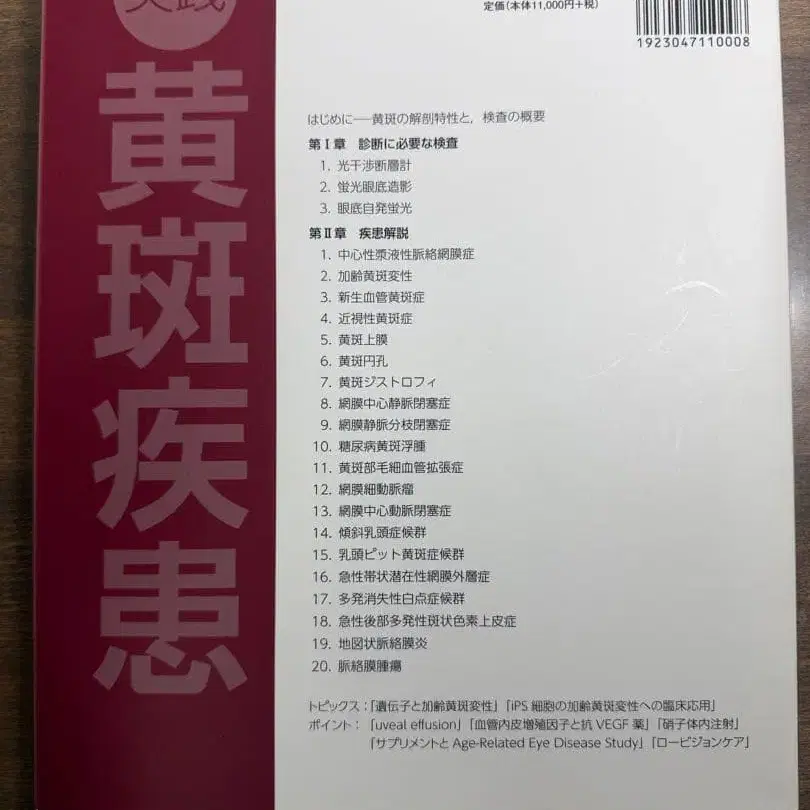 実践
黄斑疾患
定価(本体11,000円+税)
1923047110008
はじめに──黄斑の解剖特性と，検査の概要
第Ⅰ章 診断に必要な検査
1. 光干渉断層計
2. 蛍光眼底造影
3. 眼底自発蛍光
第Ⅱ章 疾患解説
1. 中心性漿液性脈絡網膜症
2. 加齢黄斑変性
3. 新生血管黄斑症
4. 近視性黄斑症
5. 黄斑上膜
6. 黄斑円孔
7. 黄斑ジストロフィ
8. 網膜中心静脈閉塞症
9. 網膜静脈分枝閉塞症
10. 糖尿病黄斑浮腫
11. 黄斑部毛細血管拡張症
12. 網膜細動脈瘤
13. 網膜中心動脈閉塞症
14. 傾斜乳頭症候群
15. 乳頭ピット黄斑症候群
16. 急性帯状潜在性網膜外層症
17. 多発消失性白点症候群
18. 急性後部多発性斑状色素上皮症
19. 地図状脈絡膜炎
20. 脈絡膜腫瘍
トピックス：「遺伝子と加齢黄斑変性」「iPS 細胞の加齢黄斑変性への臨床応用」
ポイント：「uveal effusion」「血管内皮増殖因子と抗 VEGF 薬」「硝子体内注射」
「サプリメントと Age-Related Eye Disease Study」「ロービジョンケア」